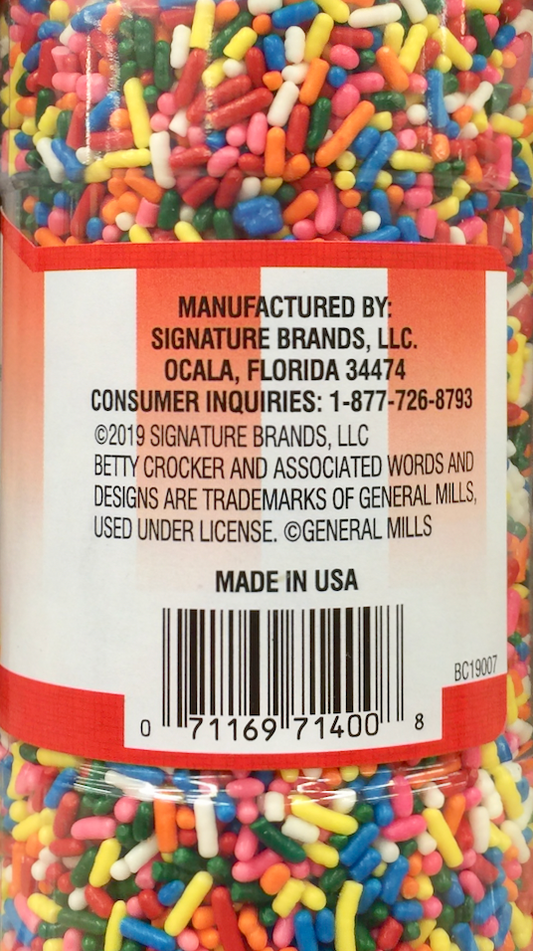 MANUFACTURED BY:
SIGNATURE BRANDS, LLC.
OCALA, FLORIDA 34474
CONSUMER INQUIRIES: 1-877-726-8793
©2019 SIGNATURE BRANDS, LLC
BETTY CROCKER AND ASSOCIATED WORDS AND
DESIGNS ARE TRADEMARKS OF GENERAL MILLS,
USED UNDER LICENSE. ©GENERAL MILLS
MADE IN USA
BC19007
0 71169 71400 8